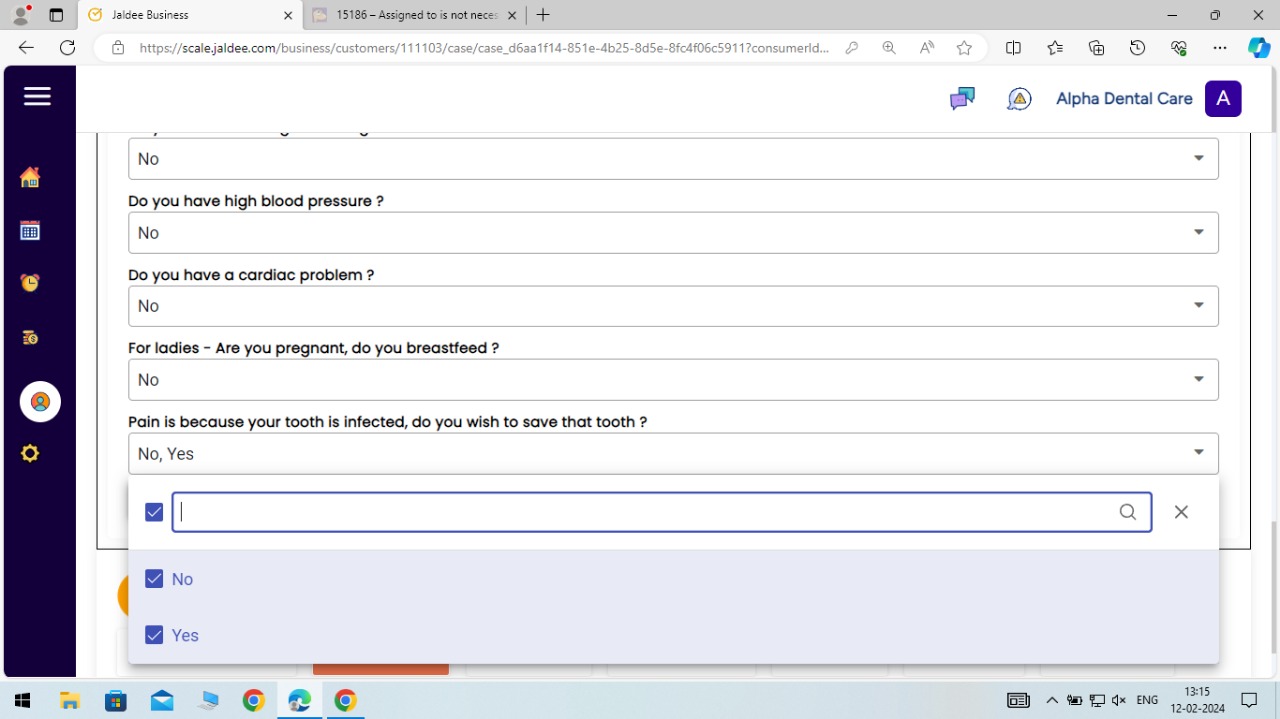 Jaldee Business
15186 – Assigned to is not neces
https://scale.jaldee.com/business/customers/111103/case/case_d6aa1f14-851e-4b25-8d5e-8fc4f06c5911?consumerId...
Alpha Dental Care A
No
Do you have high blood pressure ?
No
Do you have a cardiac problem ?
No
For ladies - Are you pregnant, do you breastfeed ?
No
Pain is because your tooth is infected, do you wish to save that tooth ?
No, Yes
No
Yes
ENG
13:15
12-02-2024